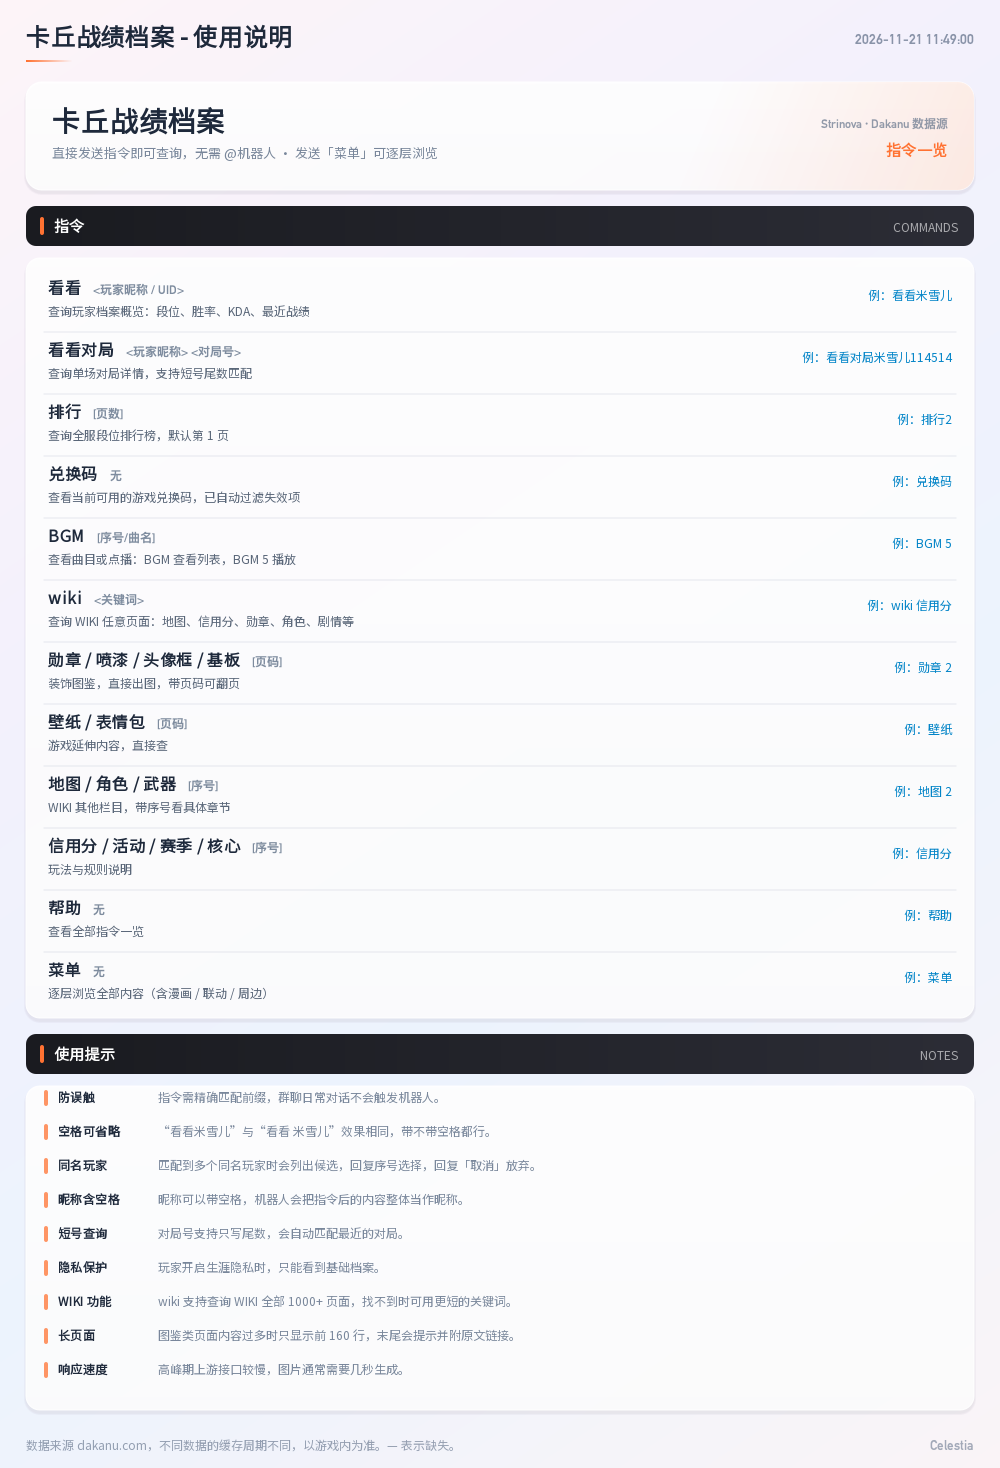 卡丘战绩档案 - 使用说明
2026-11-21 11:49:00
卡丘战绩档案
直接发送指令即可查询，无需 @机器人 · 发送「菜单」可逐层浏览
Strinova · Dakanu 数据源
指令一览
指令
COMMANDS
看看 <玩家昵称 / UID>
查询玩家档案概览：段位、胜率、KDA、最近战绩
例：看看米雪儿
看看对局 <玩家昵称> <对局号>
查询单场对局详情，支持短号尾数匹配
例：看看对局米雪儿114514
排行 [页数]
查询全服段位排行榜，默认第 1 页
例：排行2
兑换码 无
查看当前可用的游戏兑换码，已自动过滤失效项
例：兑换码
BGM [序号/曲名]
查看曲目或点播：BGM 查看列表，BGM 5 播放
例：BGM 5
wiki <关键词>
查询 WIKI 任意页面：地图、信用分、勋章、角色、剧情等
例：wiki 信用分
勋章 / 喷漆 / 头像框 / 基板 [页码]
装饰图鉴，直接出图，带页码可翻页
例：勋章 2
壁纸 / 表情包 [页码]
游戏延伸内容，直接查
例：壁纸
地图 / 角色 / 武器 [序号]
WIKI 其他栏目，带序号看具体章节
例：地图 2
信用分 / 活动 / 赛季 / 核心 [序号]
玩法与规则说明
例：信用分
帮助 无
查看全部指令一览
例：帮助
菜单 无
逐层浏览全部内容（含漫画 / 联动 / 周边）
例：菜单
使用提示
NOTES
防误触 指令需精确匹配前缀，群聊日常对话不会触发机器人。
空格可省略 “看看米雪儿”与“看看 米雪儿”效果相同，带不带空格都行。
同名玩家 匹配到多个同名玩家时会列出候选，回复序号选择，回复「取消」放弃。
昵称含空格 昵称可以带空格，机器人会把指令后的内容整体当作昵称。
短号查询 对局号支持只写尾数，会自动匹配最近的对局。
隐私保护 玩家开启生涯隐私时，只能看到基础档案。
WIKI 功能 wiki 支持查询 WIKI 全部 1000+ 页面，找不到时可用更短的关键词。
长页面 图鉴类页面内容过多时只显示前 160 行，末尾会提示并附原文链接。
响应速度 高峰期上游接口较慢，图片通常需要几秒生成。
数据来源 dakanu.com，不同数据的缓存周期不同，以游戏内为准。— 表示缺失。
Celestia